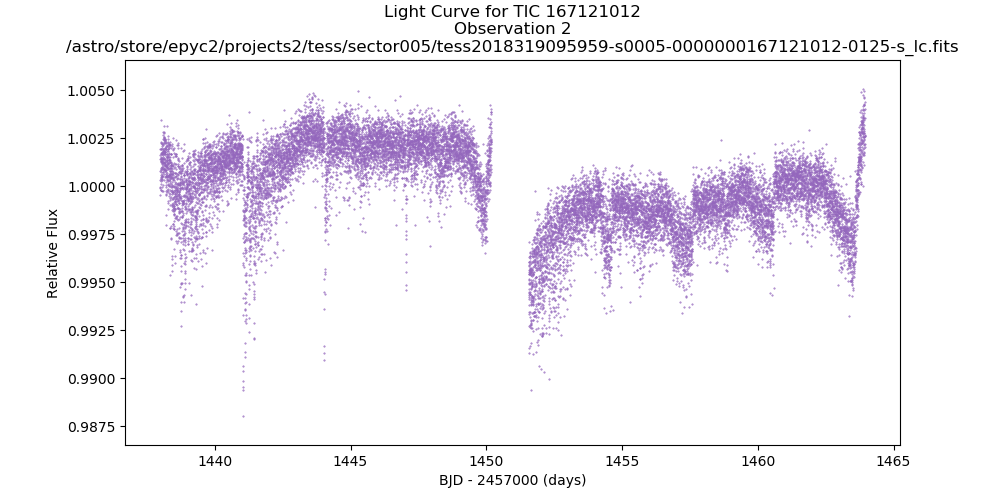 Light Curve for TIC 167121012
Observation 2
/astro/store/epyc2/projects2/tess/sector005/tess2018319095959-s0005-0000000167121012-0125-s_lc.fits
1.0050
1.0025
1.0000
0.9975
0.9950
0.9925
0.9900
0.9875
Relative Flux
1440 1445 1450 1455 1460 1465
BJD - 2457000 (days)